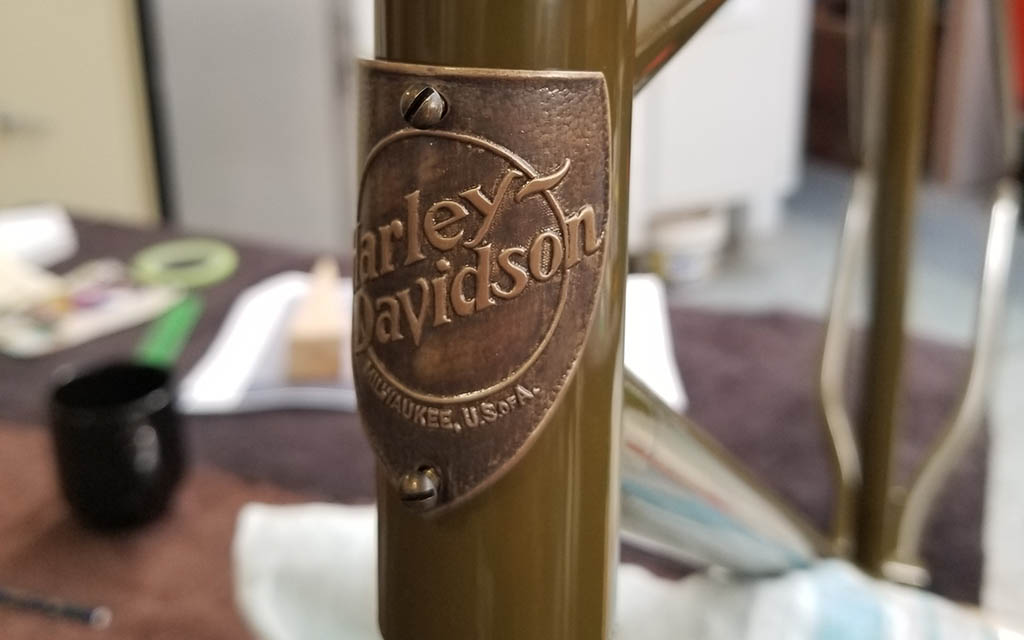 Harley
Davidson
MILWAUKEE, U.S.OF A.